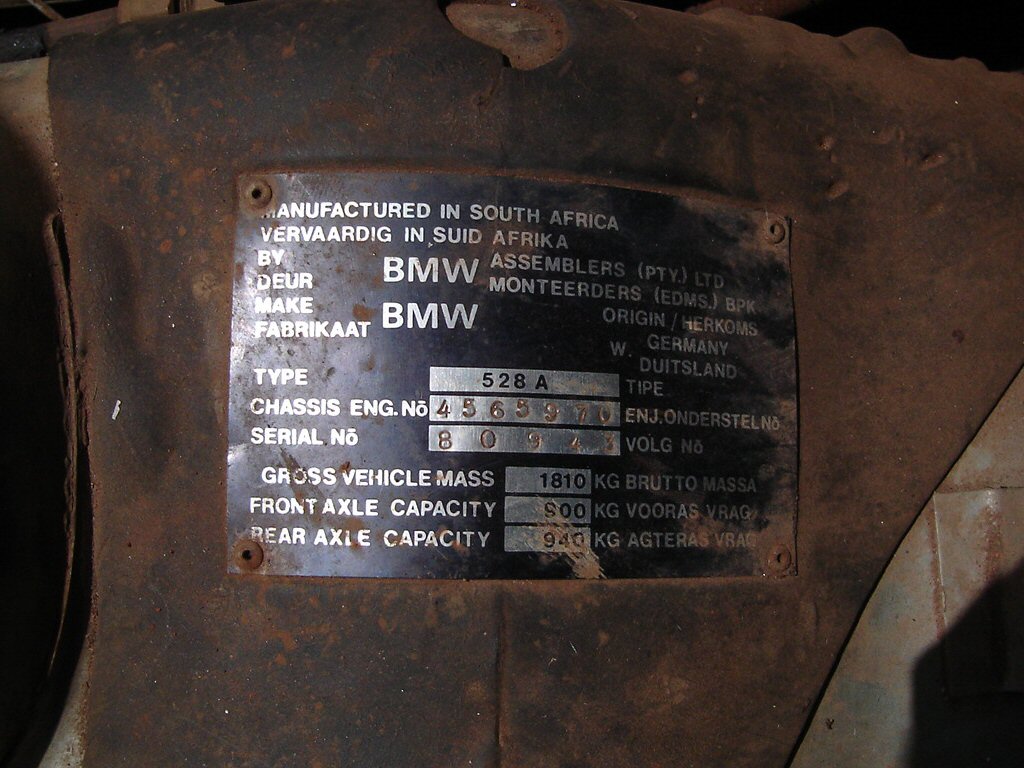 MANUFACTURED IN SOUTH AFRICA
VERVAARDIG IN SUID AFRIKA
BY DEUR BMW ASSEMBLERS (PTY.) LTD
MONTEERDERS (EDMS.) BPK
MAKE FABRIKAAT BMW ORIGIN / HERKOMS
W. GERMANY
DUITSLAND
TYPE 528 A TIPE
CHASSIS ENG. Nō 4565970 ENJ. ONDERSTEL Nō
SERIAL Nō 80943 VOLG Nō
GROSS VEHICLE MASS 1810 KG BRUTTO MASSA
FRONT AXLE CAPACITY 900 KG VOORAS VRAG
REAR AXLE CAPACITY 940 KG AGTERAS VRAG